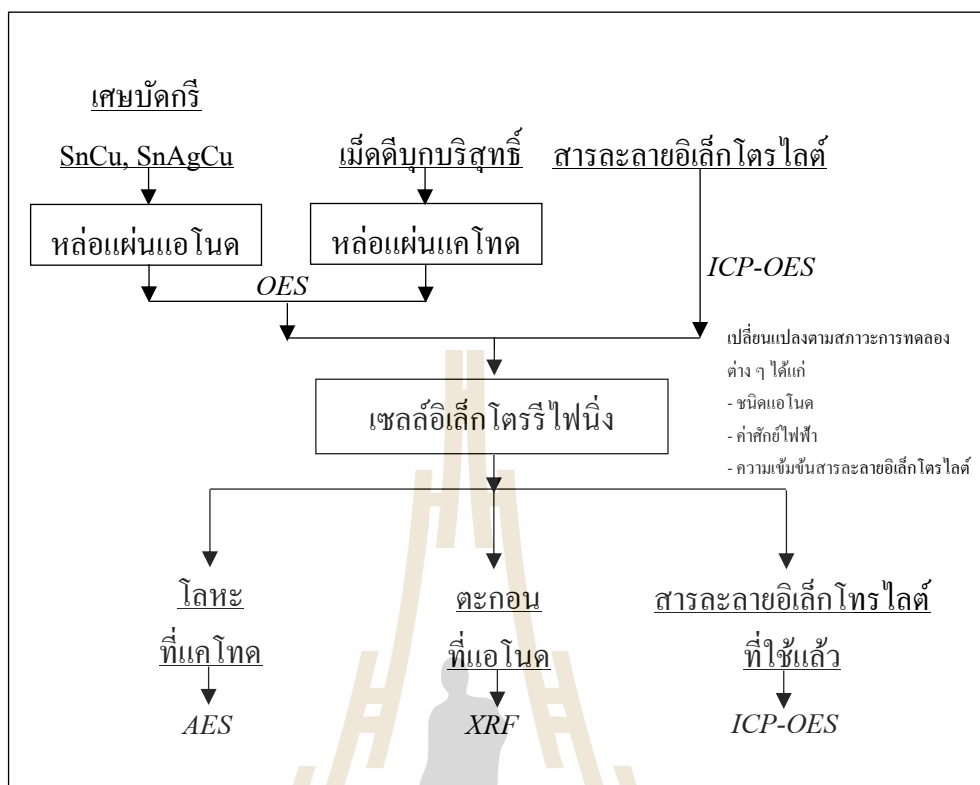 เศษบัดกรี
SnCu, SnAgCu
เม็ดดีบุกบริสุทธิ์
สารละลายอิเล็กโตรไลต์
หล่อแผ่นแอโนด
หล่อแผ่นแคโทด
OES
ICP-OES
เปลี่ยนแปลงตามสภาวะการทดลอง
ต่าง ๆ ได้แก่
- ชนิดแอโนด
- ค่าศักย์ไฟฟ้า
- ความเข้มข้นสารละลายอิเล็กโตรไลต์
เซลล์อิเล็กโตรรีไฟนิ่ง
โลหะ
ที่แคโทด
ตะกอน
ที่แอโนด
สารละลายอิเล็กโทรไลต์
ที่ใช้แล้ว
AES
XRF
ICP-OES